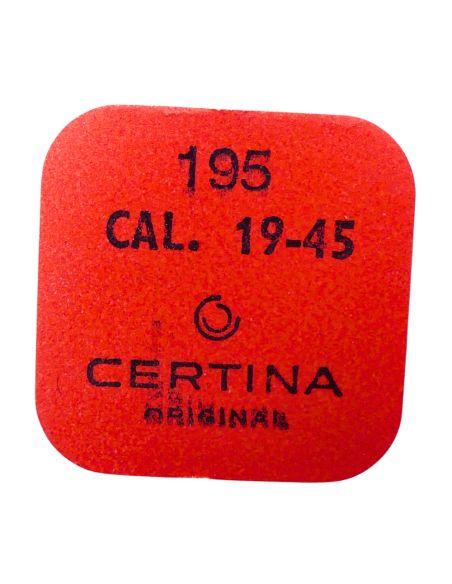 195
CAL. 19-45
CERTINA
ORIGINAL